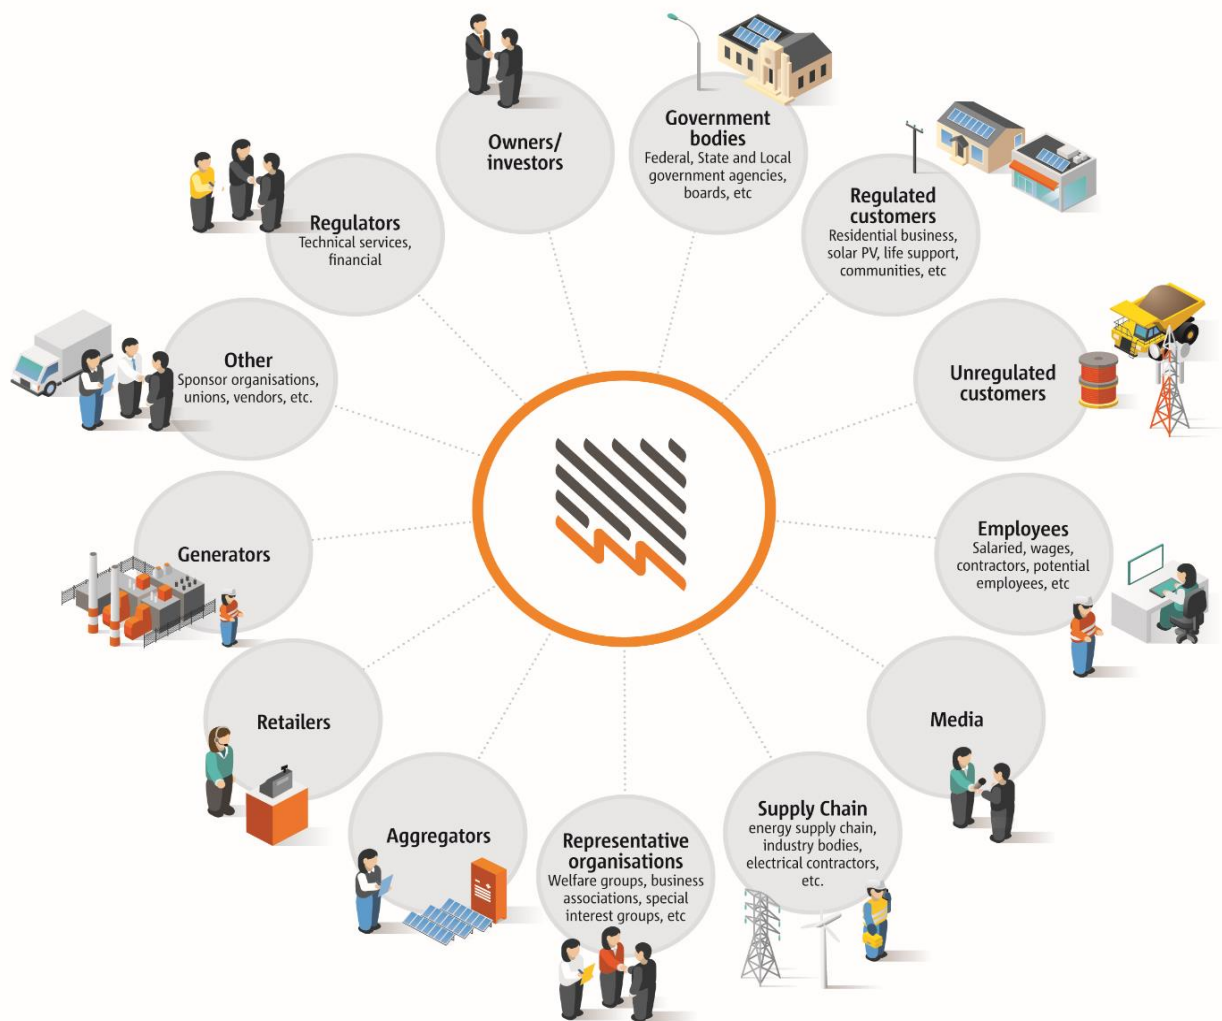 Owners/
investors
Government
bodies
Federal, State and Local
government agencies,
boards, etc
Regulated
customers
Residential business,
solar PV, life support,
communities, etc
Unregulated
customers
Employees
Salaried, wages,
contractors, potential
employees, etc
Media
Supply Chain
energy supply chain,
industry bodies,
electrical contractors,
etc.
Representative
organisations
Welfare groups, business
associations, special
interest groups, etc
Aggregators
Retailers
Generators
Other
Sponsor organisations,
unions, vendors, etc.
Regulators
Technical services,
financial